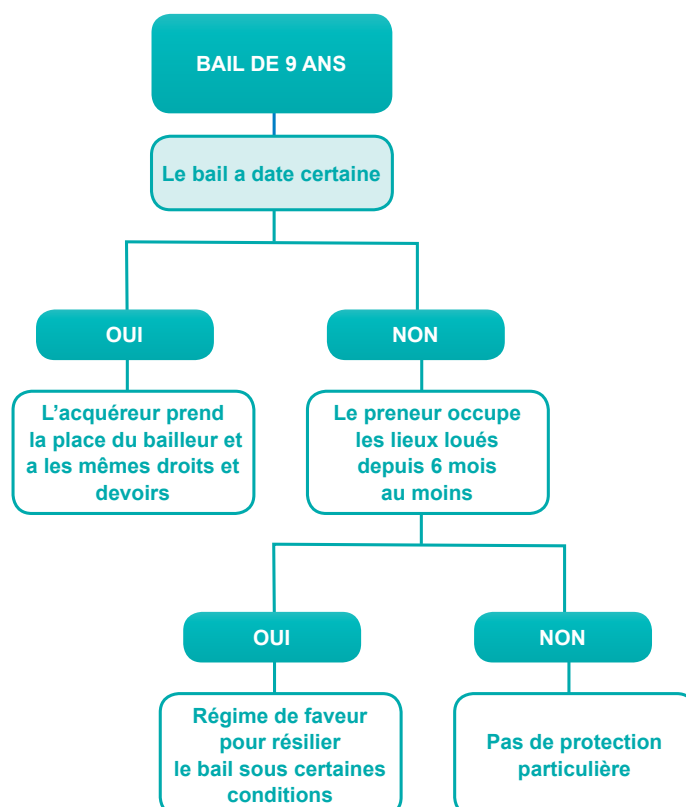 BAIL DE 9 ANS
Le bail a date certaine
OUI
NON
L'acquéreur prend
la place du bailleur et
a les mêmes droits et
devoirs
Le preneur occupe
les lieux loués
depuis 6 mois
au moins
OUI
NON
Régime de faveur
pour résilier
le bail sous certaines
conditions
Pas de protection
particulière